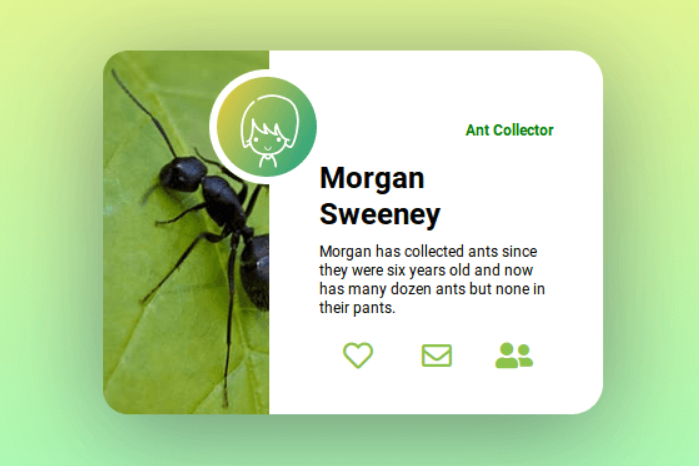 Ant Collector
Morgan
Sweeney
Morgan has collected ants since
they were six years old and now
has many dozen ants but none in
their pants.